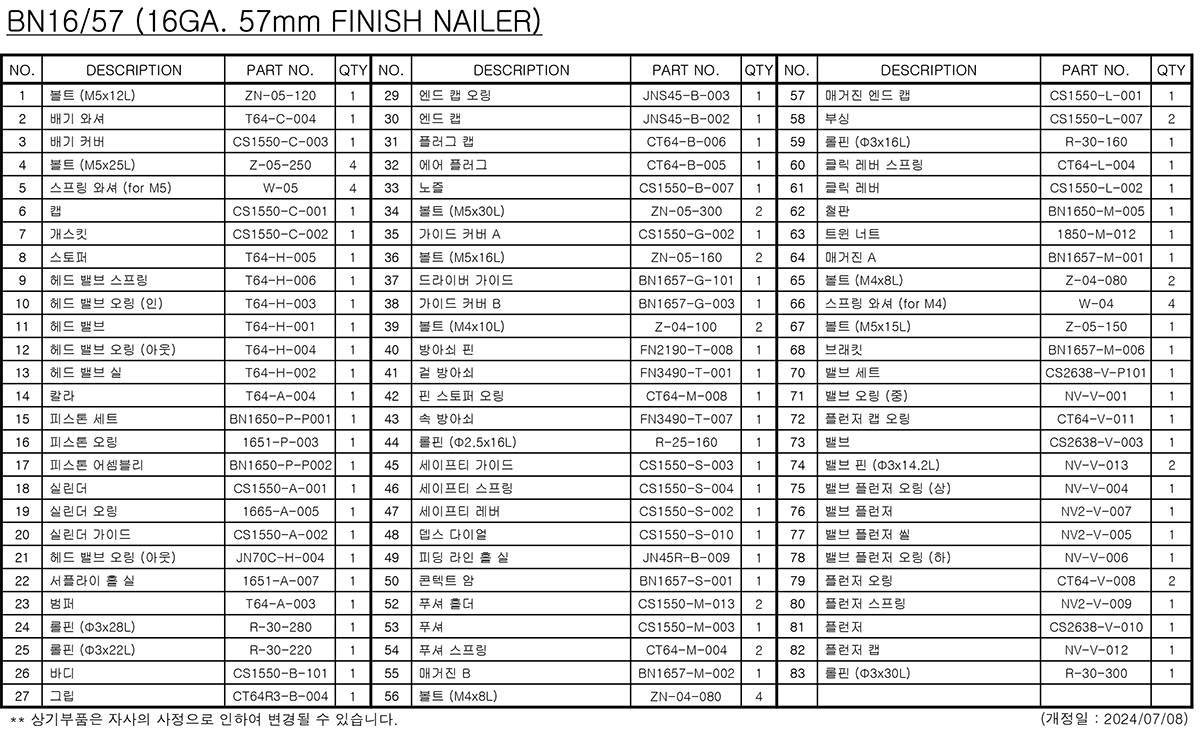 BN16/57 (16GA. 57mm FINISH NAILER)
NO. DESCRIPTION PART NO. QTY NO. DESCRIPTION PART NO. QTY NO. DESCRIPTION PART NO. QTY
1 볼트 (M5x12L) ZN-05-120 1 29 엔드 캡 오링 JNS45-B-003 1 57 매거진 엔드 캡 CS1550-L-001 1
2 배기 와셔 T64-C-004 1 30 엔드 캡 JNS45-B-002 1 58 부싱 CS1550-L-007 2
3 배기 커버 CS1550-C-003 1 31 플러그 캡 CT64-B-006 1 59 롤핀 (Φ3x16L) R-30-160 1
4 볼트 (M5x25L) Z-05-250 4 32 에어 플러그 CT64-B-005 1 60 클릭 레버 스프링 CT64-L-004 1
5 스프링 와셔 (for M5) W-05 4 33 노즐 CS1550-B-007 1 61 클릭 레버 CS1550-L-002 1
6 캡 CS1550-C-001 1 34 볼트 (M5x30L) ZN-05-300 2 62 철판 BN1650-M-005 1
7 개스킷 CS1550-C-002 1 35 가이드 커버 A CS1550-G-002 1 63 트윈 너트 1850-M-012 1
8 스토퍼 T64-H-005 1 36 볼트 (M5x16L) ZN-05-160 2 64 매거진 A BN1657-M-001 1
9 헤드 밸브 스프링 T64-H-006 1 37 드라이버 가이드 BN1657-G-101 1 65 볼트 (M4x8L) Z-04-080 2
10 헤드 밸브 오링 (인) T64-H-003 1 38 가이드 커버 B BN1657-G-003 1 66 스프링 와셔 (for M4) W-04 4
11 헤드 밸브 T64-H-001 1 39 볼트 (M4x10L) Z-04-100 2 67 볼트 (M5x15L) Z-05-150 1
12 헤드 밸브 오링 (아웃) T64-H-004 1 40 방아쇠 핀 FN2190-T-008 1 68 브래킷 BN1657-M-006 1
13 헤드 밸브 실 T64-H-002 1 41 겉 방아쇠 FN3490-T-001 1 70 밸브 세트 CS2638-V-P101 1
14 칼라 T64-A-004 1 42 핀 스토퍼 오링 CT64-M-008 1 71 밸브 오링 (중) NV-V-001 1
15 피스톤 세트 BN1650-P-P001 1 43 속 방아쇠 FN3490-T-007 1 72 플런저 캡 오링 CT64-V-011 1
16 피스톤 오링 1651-P-003 1 44 롤핀 (Φ2.5x16L) R-25-160 1 73 밸브 CS2638-V-003 1
17 피스톤 어셈블리 BN1650-P-P002 1 45 세이프티 가이드 CS1550-S-003 1 74 밸브 핀 (Φ3x14.2L) NV-V-013 2
18 실린더 CS1550-A-001 1 46 세이프티 스프링 CS1550-S-004 1 75 밸브 플런저 오링 (상) NV-V-004 1
19 실린더 오링 1665-A-005 1 47 세이프티 레버 CS1550-S-002 1 76 밸브 플런저 NV2-V-007 1
20 실린더 가이드 CS1550-A-002 1 48 뎁스 다이얼 CS1550-S-010 1 77 밸브 플런저 씰 NV2-V-005 1
21 헤드 밸브 오링 (아웃) JN70C-H-004 1 49 피딩 라인 홀 실 JN45R-B-009 1 78 밸브 플런저 오링 (하) NV-V-006 1
22 서플라이 홀 실 1651-A-007 1 50 콘텍트 암 BN1657-S-001 1 79 플런저 오링 CT64-V-008 2
23 범퍼 T64-A-003 1 52 푸셔 홀더 CS1550-M-013 2 80 플런저 스프링 NV2-V-009 1
24 롤핀 (Φ3x28L) R-30-280 1 53 푸셔 CS1550-M-003 1 81 플런저 CS2638-V-010 1
25 롤핀 (Φ3x22L) R-30-220 1 54 푸셔 스프링 CT64-M-004 2 82 플런저 캡 NV-V-012 1
26 바디 CS1550-B-101 1 55 매거진 B BN1657-M-002 1 83 롤핀 (Φ3x30L) R-30-300 1
27 그립 CT64R3-B-004 1 56 볼트 (M4x8L) ZN-04-080 4
** 상기부품은 자사의 사정으로 인하여 변경될 수 있습니다. (개정일 : 2024/07/08)